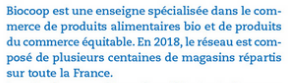 Biocoop est une enseigne spécialisée dans le com-
merce de produits alimentaires bio et de produits
du commerce équitable. En 2018, le réseau est com-
posé de plusieurs centaines de magasins répartis
sur toute la France.